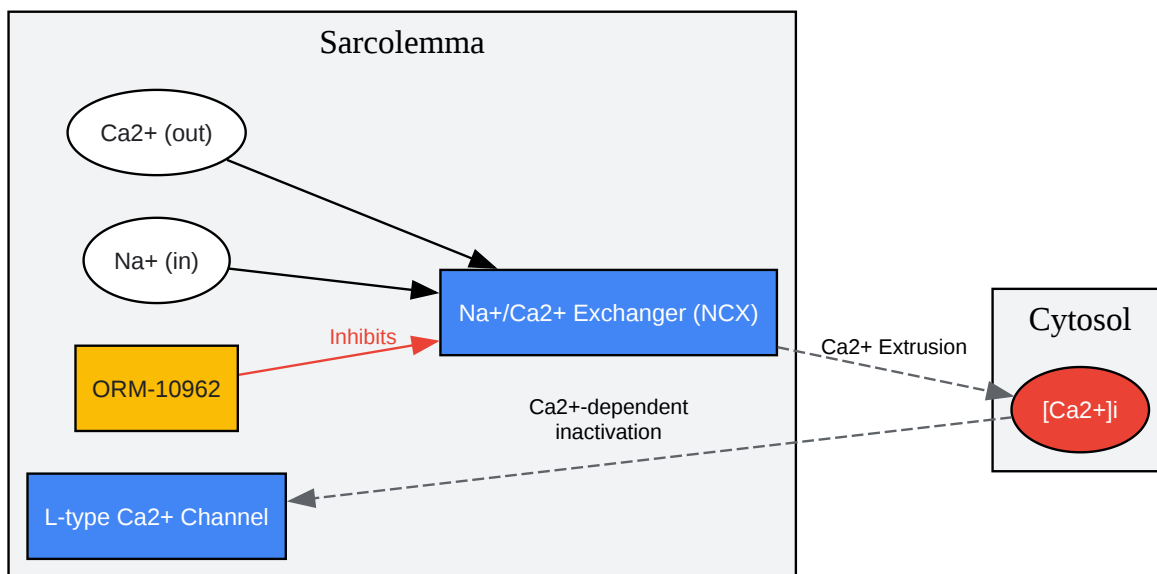 Sarcolemma
Ca2+ (out)
Na+ (in)
Na+/Ca2+ Exchanger (NCX)
Inhibits
ORM-10962
Ca2+ Extrusion
Cytosol
[Ca2+]i
Ca2+-dependent
inactivation
L-type Ca2+ Channel